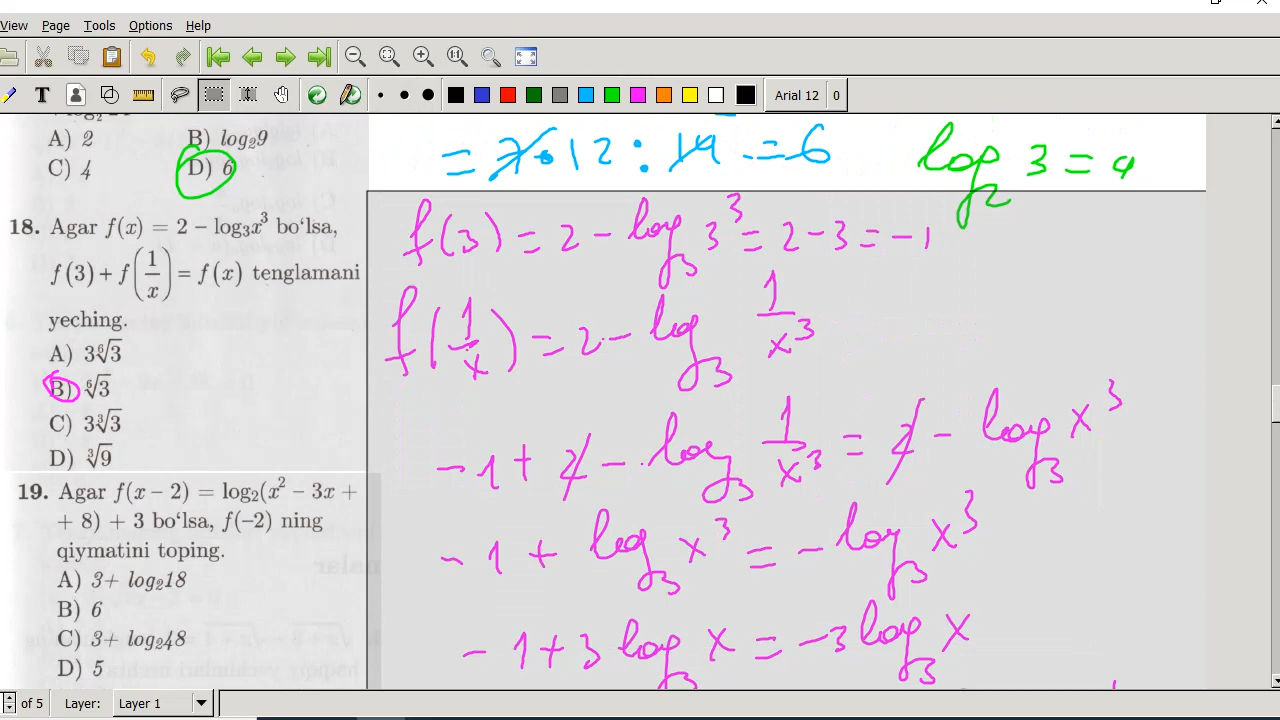 View Page Tools Options Help
Arial 12 0
A) 2 B) log₂9
C) 4 D) 6
= 7·12 : 14 = 6
log₂ 3 = a
18. Agar f(x) = 2 – log₃x³ bo‘lsa,
f(3) + f(1/x) = f(x) tenglamani
yeching.
A) 3⁶√3
B) ⁶√3
C) 3³√3
D) ³√9
19. Agar f(x – 2) = log₂(x² – 3x +
+ 8) + 3 bo‘lsa, f(–2) ning
qiymatini toping.
A) 3+ log₂18
B) 6
C) 3+ log₂48
D) 5
f(3) = 2 – log₃ 3³ = 2 – 3 = –1
f(1/x) = 2 – log₃ 1/x³
–1 + 2 – log₃ 1/x³ = 2 – log₃ x³
–1 + log₃ x³ = – log₃ x³
–1 + 3 log₃ x = –3 log₃ x
of 5 Layer: Layer 1